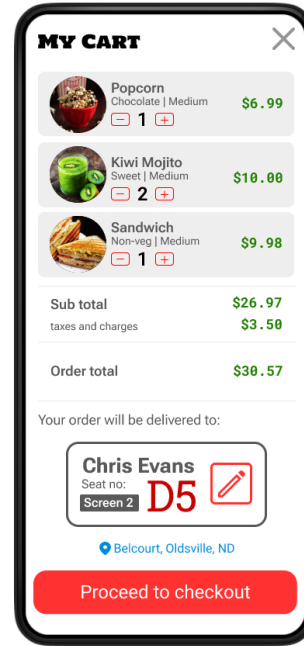 My Cart
Popcorn
Chocolate | Medium
$6.99
1
Kiwi Mojito
Sweet | Medium
$10.00
2
Sandwich
Non-veg | Medium
$9.98
1
Sub total $26.97
taxes and charges $3.50
Order total $30.57
Your order will be delivered to:
Chris Evans
Seat no:
Screen 2
D5
Belcourt, Oldsville, ND
Proceed to checkout